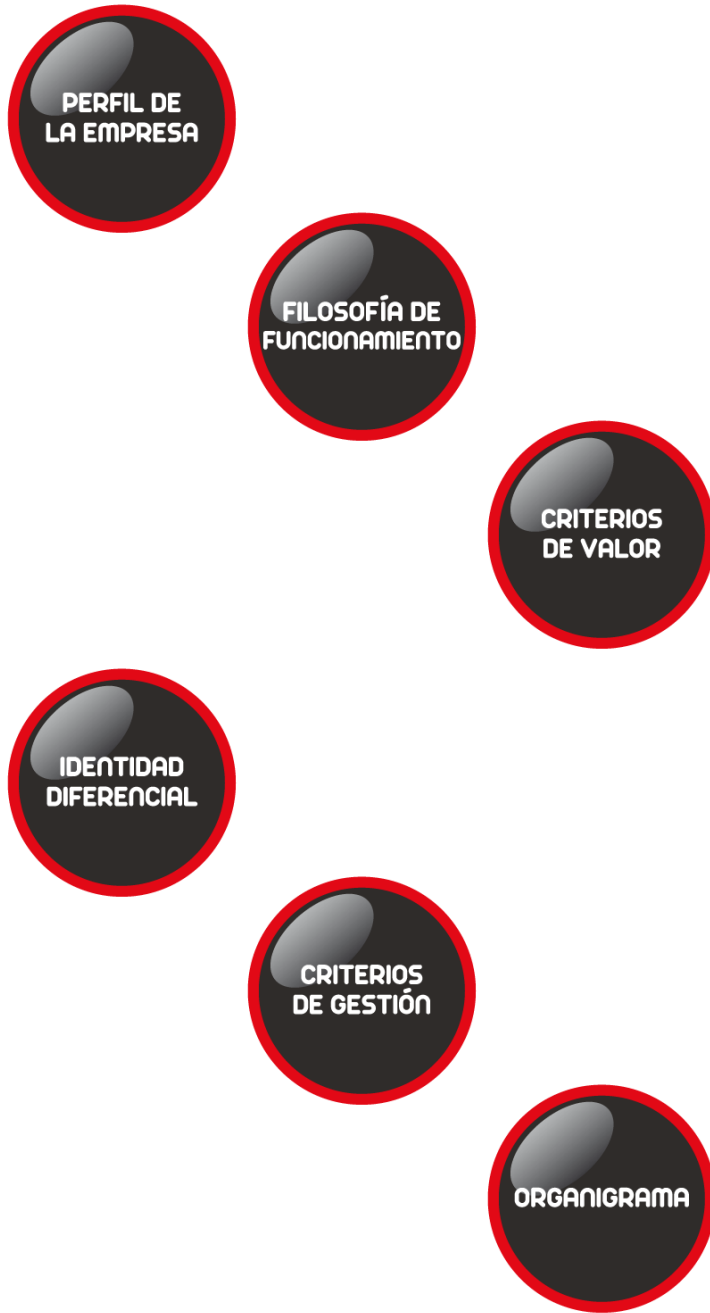 PERFIL DE
LA EMPRESA
FILOSOFÍA DE
FUNCIONAMIENTO
CRITERIOS
DE VALOR
IDENTIDAD
DIFERENCIAL
CRITERIOS
DE GESTIÓN
ORGANIGRAMA